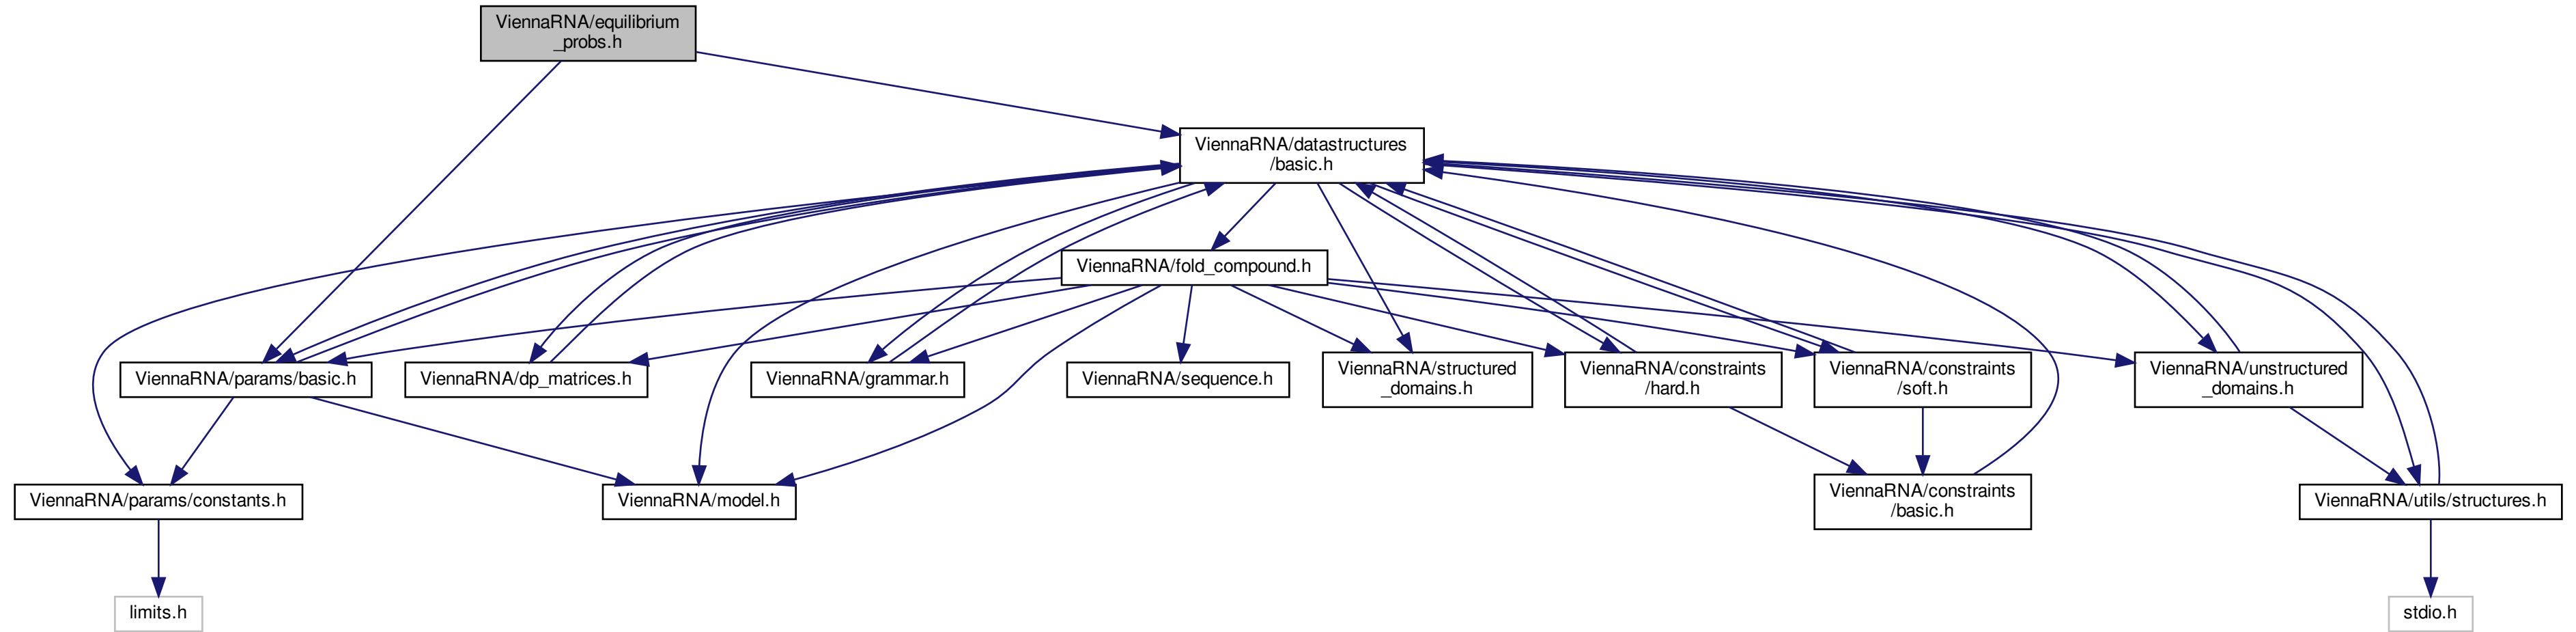 ViennaRNA/equilibrium
_probs.h
ViennaRNA/datastructures
/basic.h
ViennaRNA/fold_compound.h
ViennaRNA/params/basic.h
ViennaRNA/dp_matrices.h
ViennaRNA/grammar.h
ViennaRNA/sequence.h
ViennaRNA/structured
_domains.h
ViennaRNA/constraints
/hard.h
ViennaRNA/constraints
/soft.h
ViennaRNA/unstructured
_domains.h
ViennaRNA/params/constants.h
ViennaRNA/model.h
ViennaRNA/constraints
/basic.h
ViennaRNA/utils/structures.h
limits.h
stdio.h